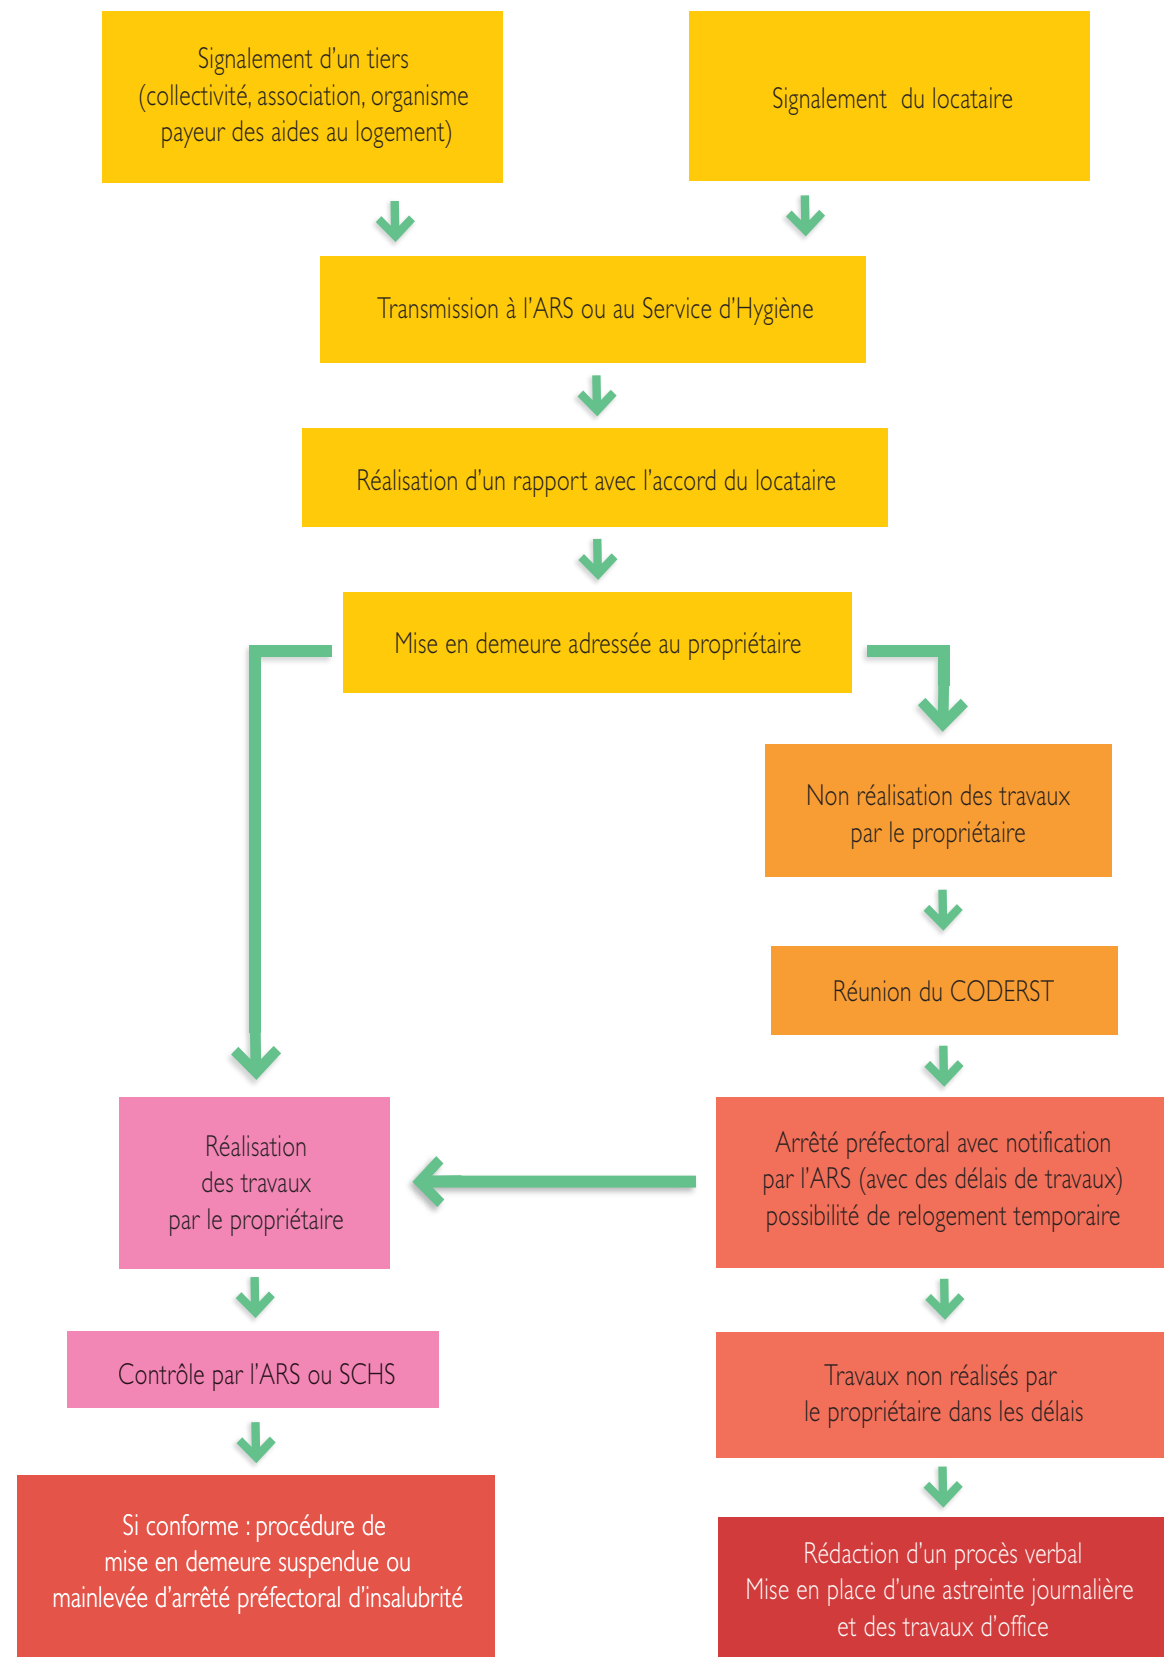 Signalement d'un tiers
(collectivité, association, organisme
payeur des aides au logement)
Signalement du locataire
Transmission à l'ARS ou au Service d'Hygiène
Réalisation d'un rapport avec l'accord du locataire
Mise en demeure adressée au propriétaire
Non réalisation des travaux
par le propriétaire
Réunion du CODERST
Réalisation
des travaux
par le propriétaire
Arrêté préfectoral avec notification
par l'ARS (avec des délais de travaux)
possibilité de relogement temporaire
Contrôle par l'ARS ou SCHS
Travaux non réalisés par
le propriétaire dans les délais
Si conforme : procédure de
mise en demeure suspendue ou
mainlevée d'arrêté préfectoral d'insalubrité
Rédaction d'un procès verbal
Mise en place d'une astreinte journalière
et des travaux d'office